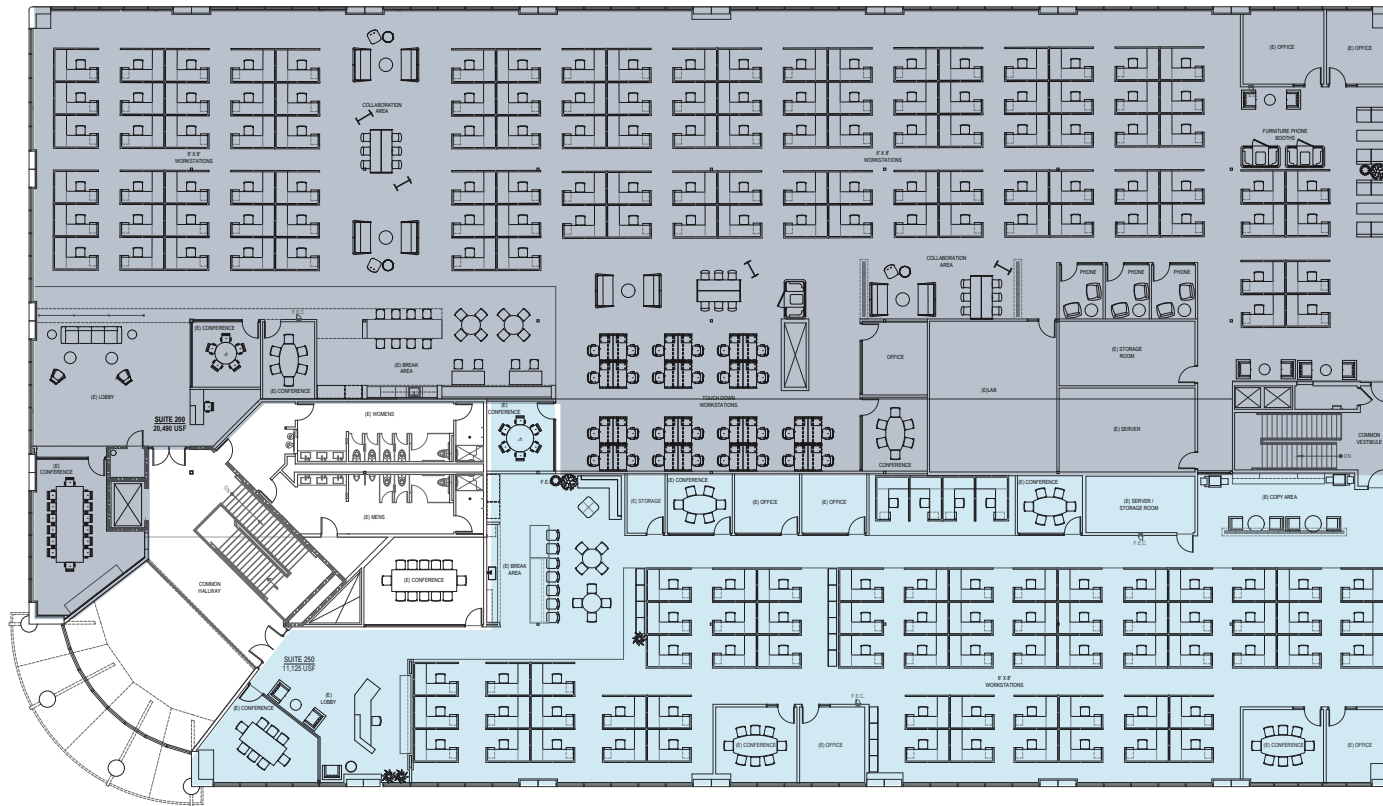 (E) OFFICE
(E) OFFICE
COLLABORATION
AREA
FURNITURE PHONE
BOOTHS
6' X 8'
WORKSTATIONS
6' X 8'
WORKSTATIONS
COLLABORATION
AREA
PHONE
PHONE
PHONE
F.E.C.
(E) CONFERENCE
(E) STORAGE
ROOM
OFFICE
(E) BREAK
AREA
(E) CONFERENCE
(E)LAB
(E) LOBBY
TOUCH DOWN
WORKSTATIONS
(E)
CONFERENCE
(E) WOMENS
SUITE 200
20,490 USF
(E) SERVER
COMMON
VESTIBULE
DN
CONFERENCE
(E)
CONFERENCE
F.E.
(E) CONFERENCE
(E) CONFERENCE
DN
(E) STORAGE
(E) OFFICE
(E) OFFICE
(E) SERVER /
STORAGE ROOM
(E) COPY AREA
(E) MENS
F.E.C.
(E) BREAK
AREA
(E) CONFERENCE
COMMON
HALLWAY
SUITE 250
11,125 USF
6' X 8'
WORKSTATIONS
(E)
LOBBY
F.E.C.
(E) CONFERENCE
(E) CONFERENCE
(E) OFFICE
(E) CONFERENCE
(E) OFFICE